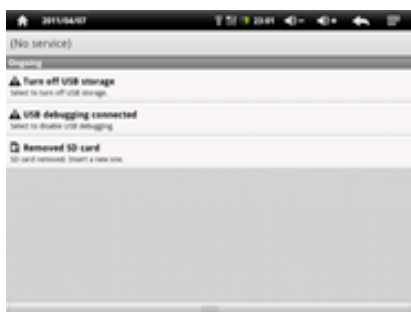 2011/04/07 23:01
(No service)
Ongoing
Turn off USB storage
Select to turn off USB storage.
USB debugging connected
Select to disable USB debugging.
Removed SD card
SD card removed. Insert a new one.